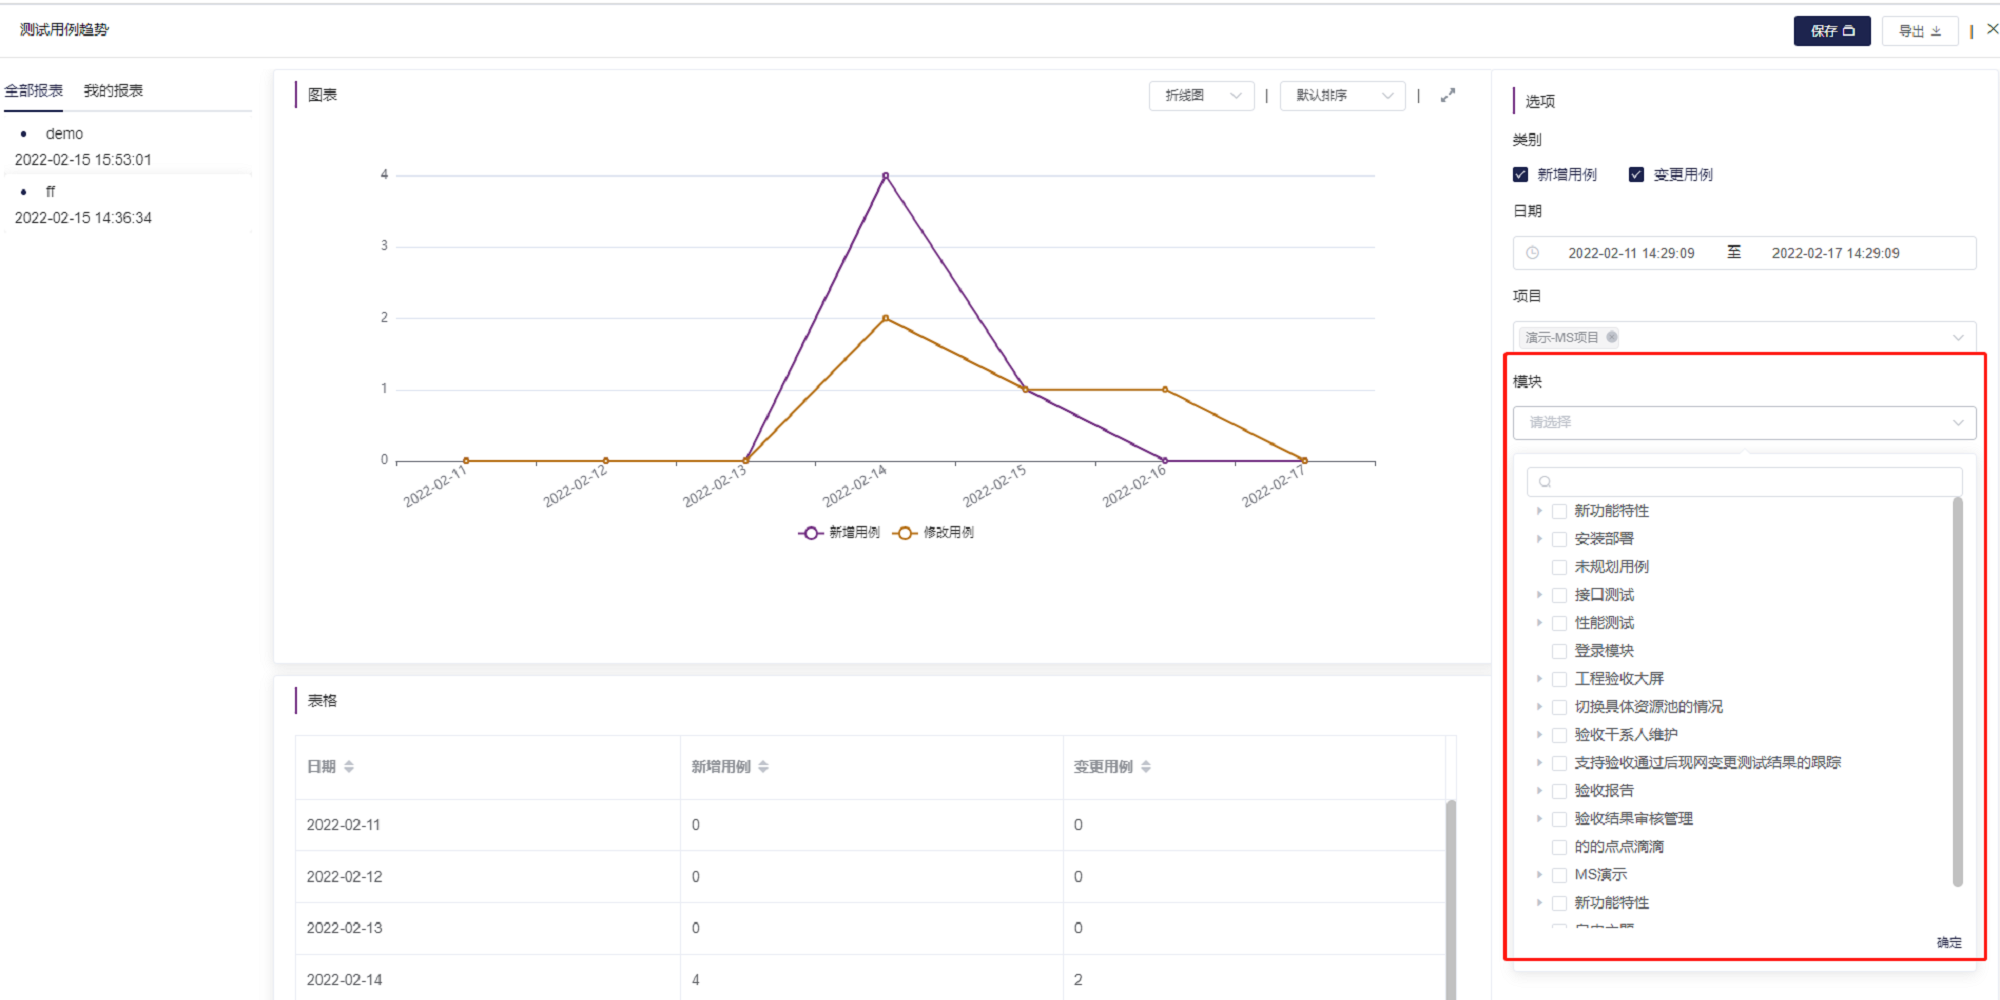 测试用例趋势
保存
导出
全部报表 我的报表
demo
2022-02-15 15:53:01
ff
2022-02-15 14:36:34
图表
折线图 | 默认排序 |
4
3
2
1
0
2022-02-11 2022-02-12 2022-02-13 2022-02-14 2022-02-15 2022-02-16 2022-02-17
新增用例 修改用例
表格
日期 新增用例 变更用例
2022-02-11 0 0
2022-02-12 0 0
2022-02-13 0 0
2022-02-14 4 2
选项
类别
新增用例 变更用例
日期
2022-02-11 14:29:09 至 2022-02-17 14:29:09
项目
演示-MS项目
模块
请选择
新功能特性
安装部署
未规划用例
接口测试
性能测试
登录模块
工程验收大屏
切换具体资源池的情况
验收干系人维护
支持验收通过后现网变更测试结果的跟踪
验收报告
验收结果审核管理
的的点点滴滴
MS演示
新功能特性
确定